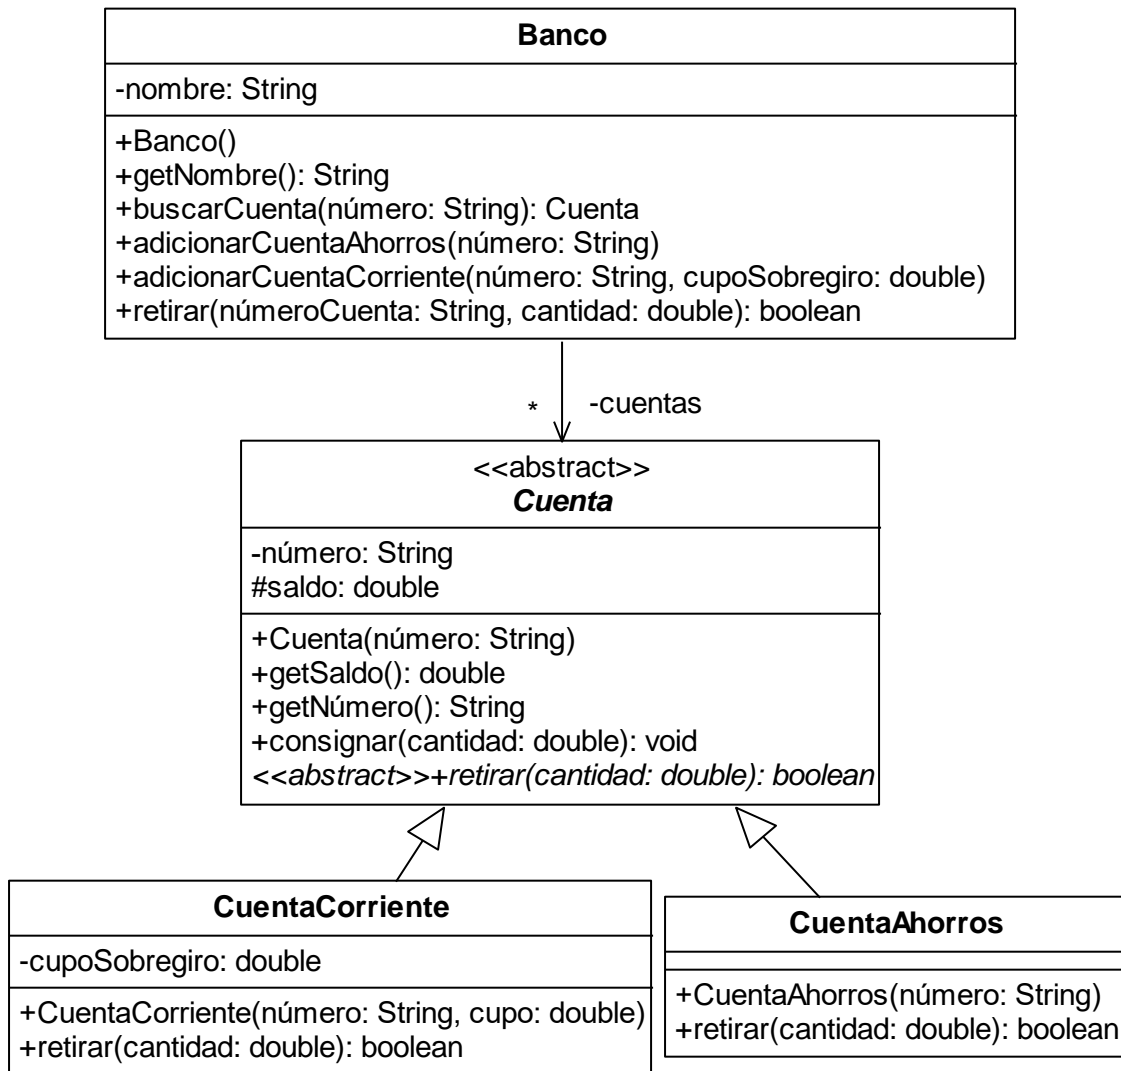 Banco
-nombre: String
+Banco()
+getNombre(): String
+buscarCuenta(número: String): Cuenta
+adicionarCuentaAhorros(número: String)
+adicionarCuentaCorriente(número: String, cupoSobregiro: double)
+retirar(númeroCuenta: String, cantidad: double): boolean
* -cuentas
<<abstract>>
Cuenta
-número: String
#saldo: double
+Cuenta(número: String)
+getSaldo(): double
+getNúmero(): String
+consignar(cantidad: double): void
<<abstract>>+retirar(cantidad: double): boolean
CuentaCorriente
-cupoSobregiro: double
+CuentaCorriente(número: String, cupo: double)
+retirar(cantidad: double): boolean
CuentaAhorros
+CuentaAhorros(número: String)
+retirar(cantidad: double): boolean